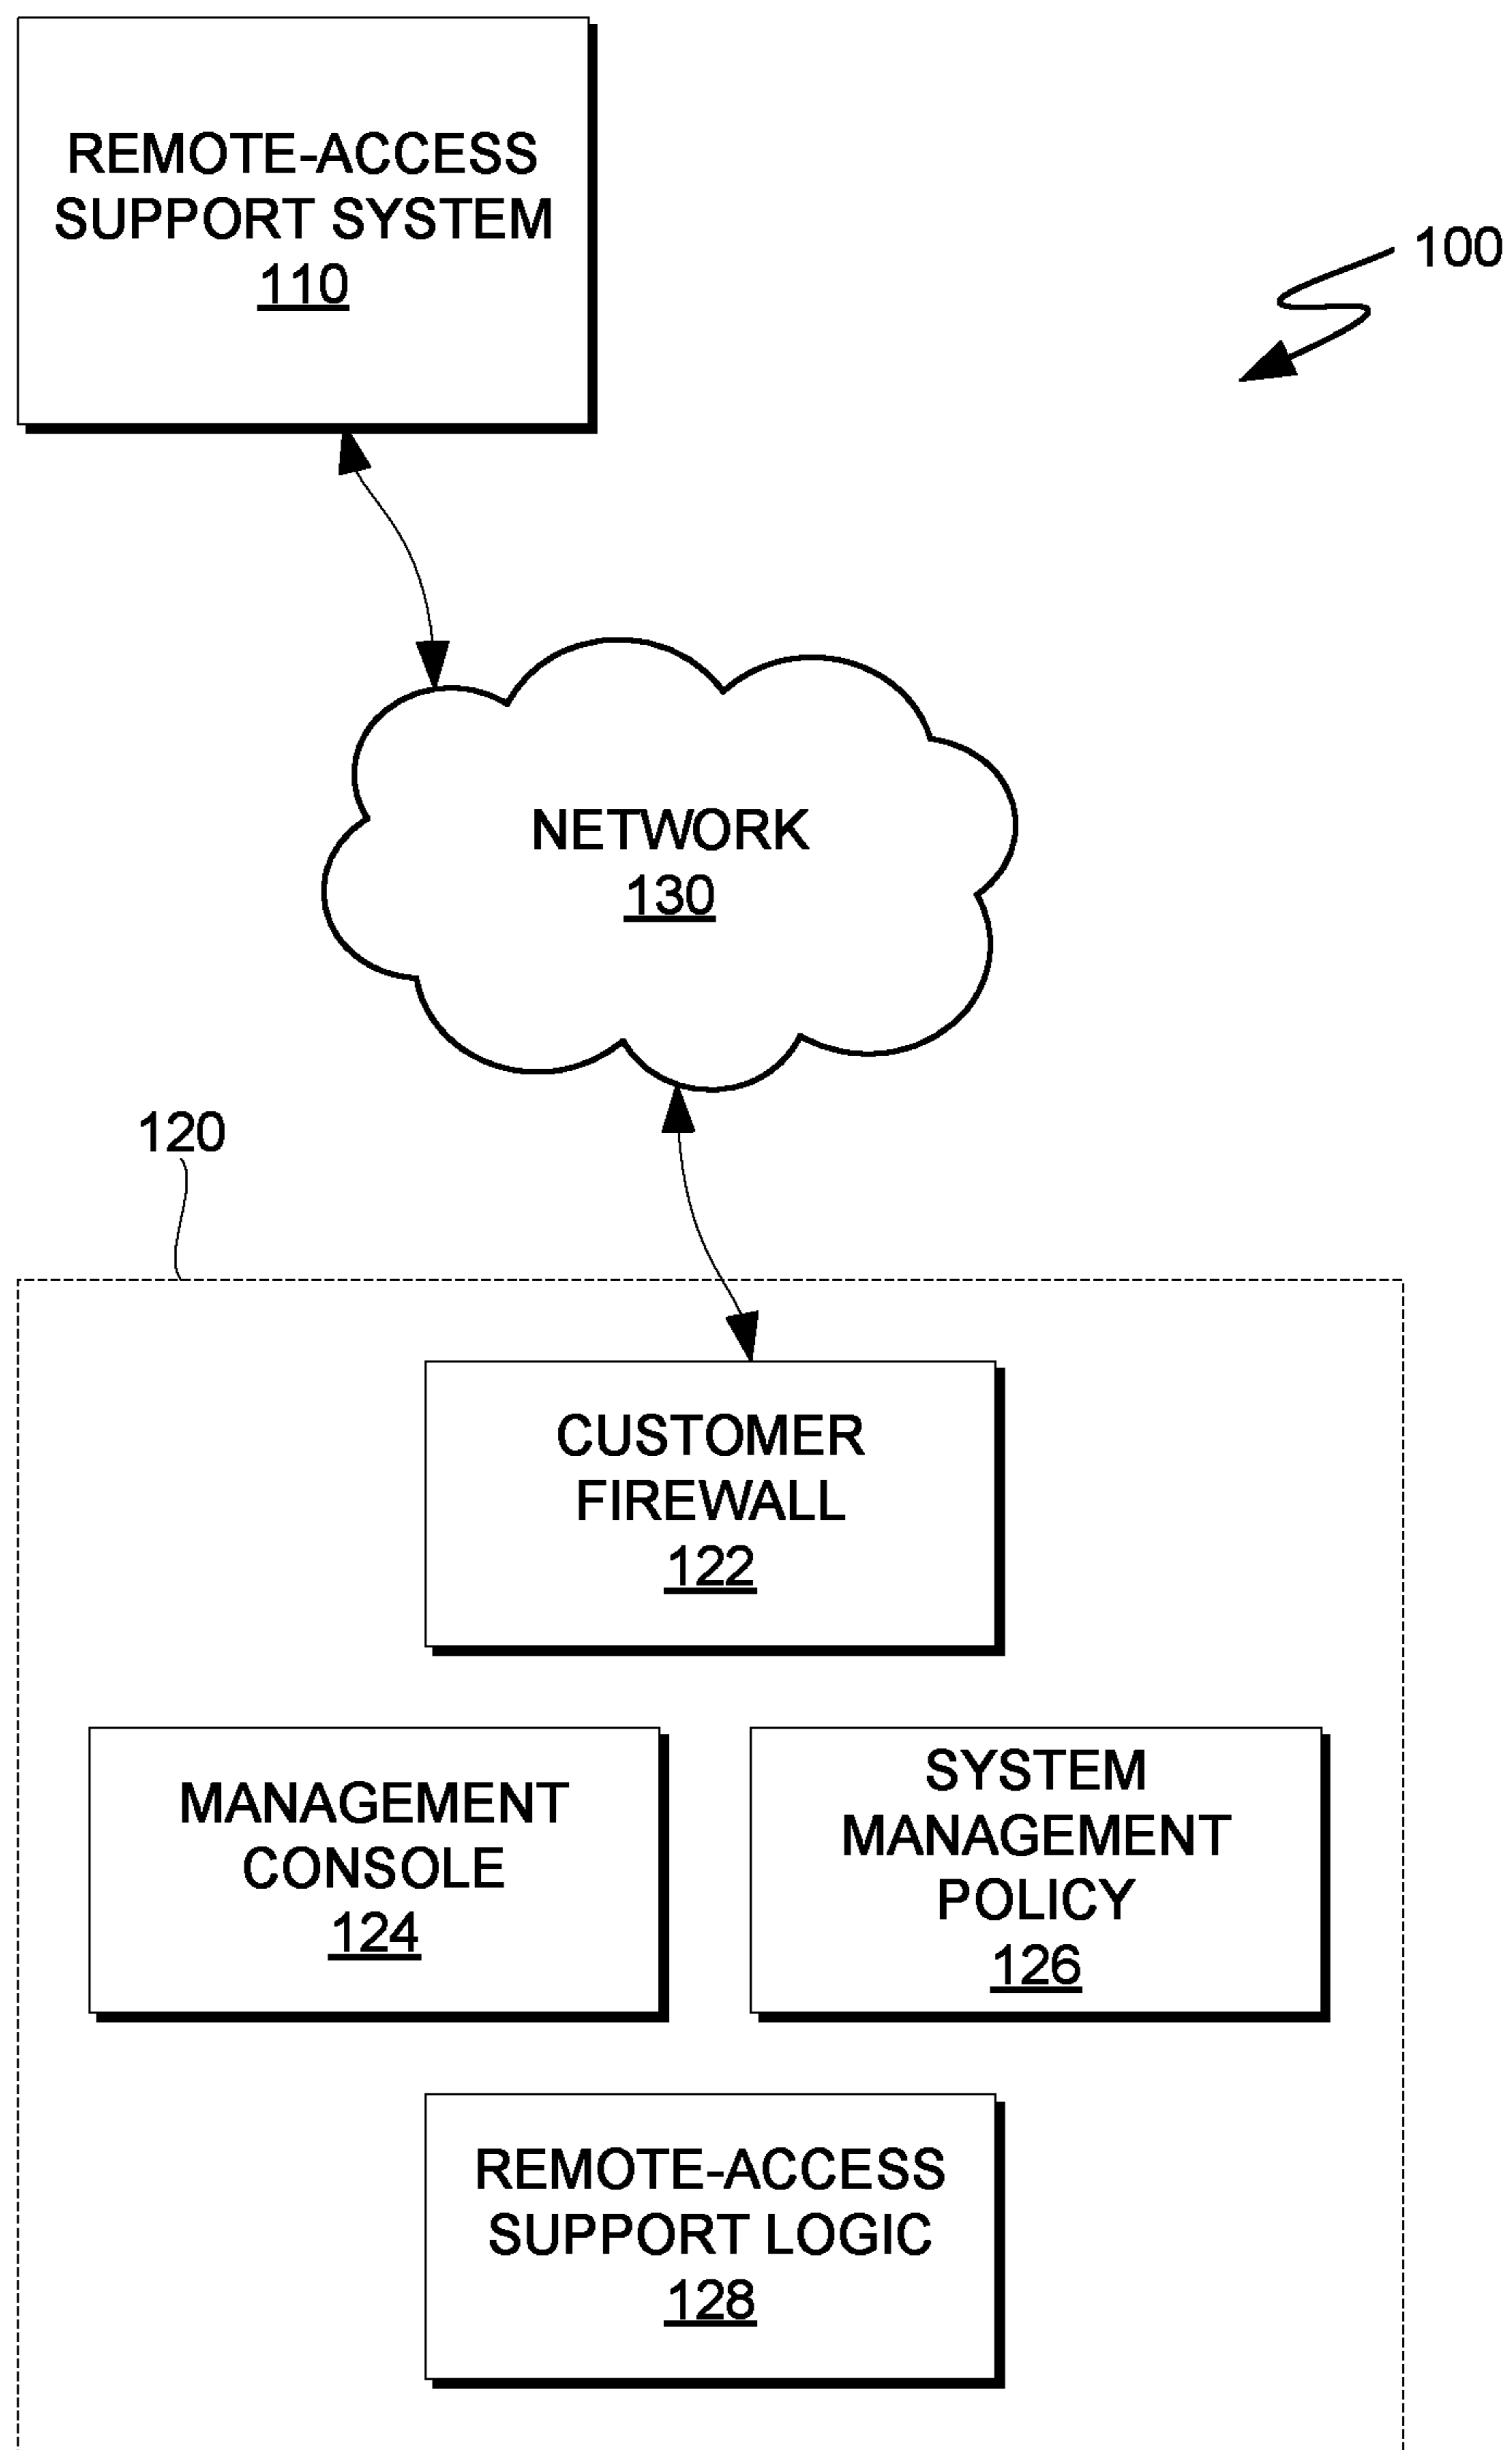 REMOTE-ACCESS
SUPPORT SYSTEM
110
100
NETWORK
130
120
CUSTOMER
FIREWALL
122
MANAGEMENT
CONSOLE
124
SYSTEM
MANAGEMENT
POLICY
126
REMOTE-ACCESS
SUPPORT LOGIC
128